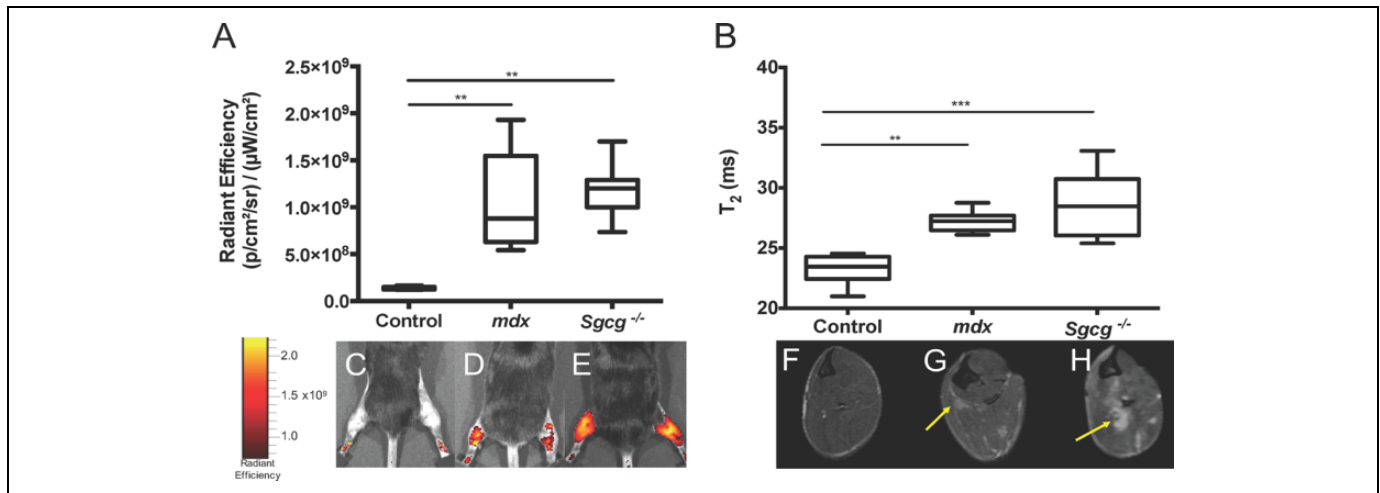 A
Radiant Efficiency
(p/cm²/sr) / (µW/cm²)
2.5×10⁹
2.0×10⁹
1.5×10⁹
1.0×10⁹
5.0×10⁸
0.0
**
**
Control
mdx
Sgcg -/-
B
T₂ (ms)
40
35
30
25
20
***
**
Control
mdx
Sgcg -/-
2.0
1.5 x10⁹
1.0
Radiant
Efficiency
C
D
E
F
G
H